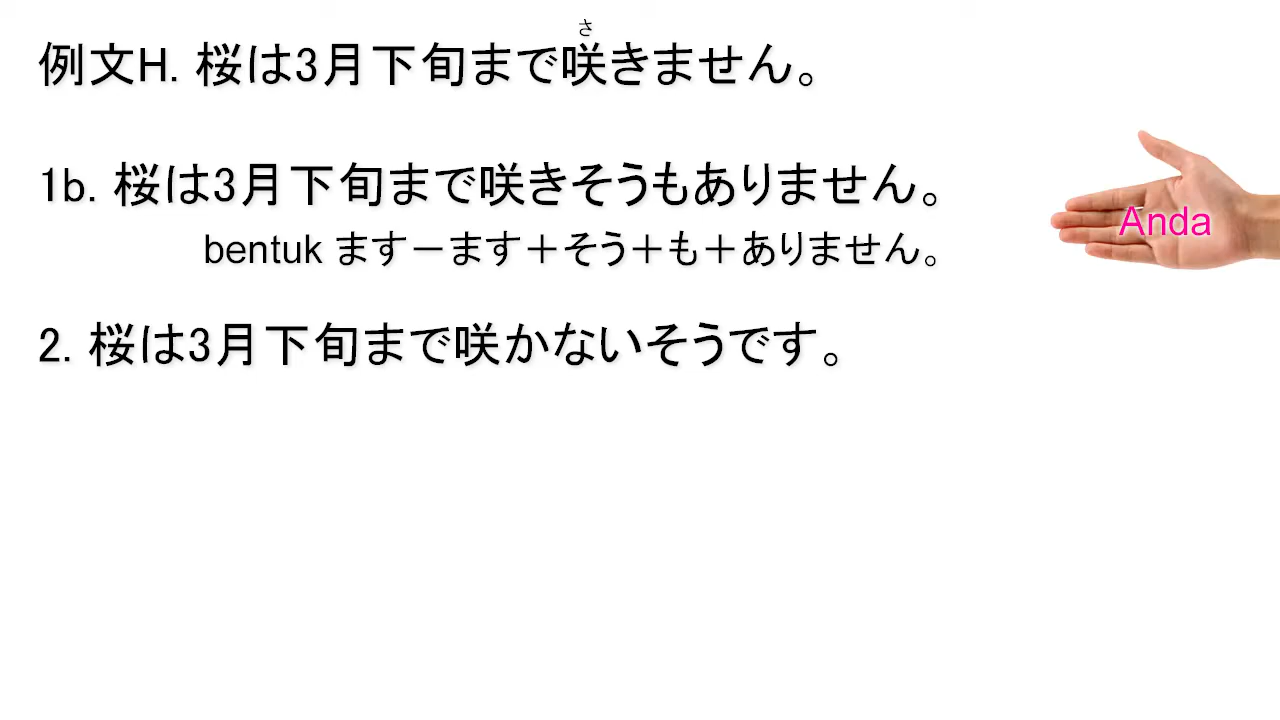 さ
例文H. 桜は3月下旬まで咲きません。
1b. 桜は3月下旬まで咲きそうもありません。
Anda
bentuk ます－ます＋そう＋も＋ありません。
2. 桜は3月下旬まで咲かないそうです。